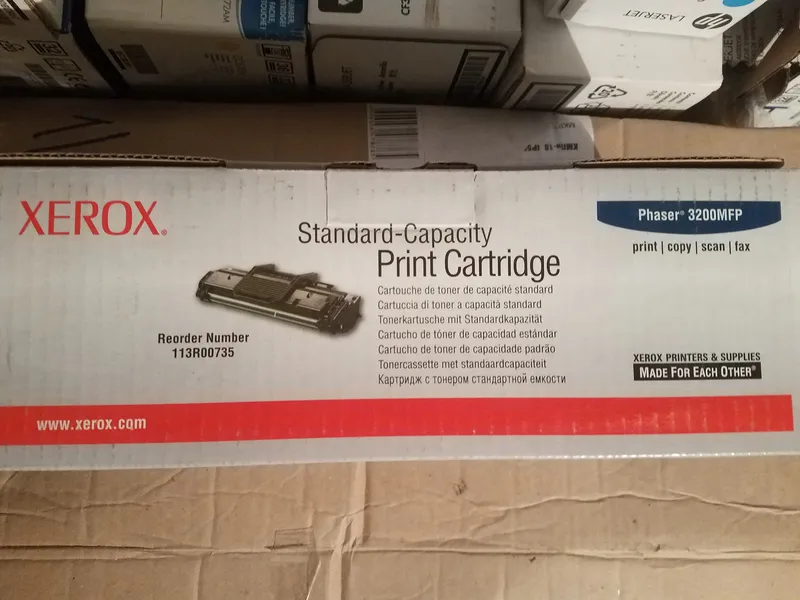 LASERJET
hp
XEROX.
Standard-Capacity
Print Cartridge
Cartouche de toner de capacité standard
Cartuccia di toner a capacità standard
Tonerkartusche mit Standardkapazität
Cartucho de tóner de capacidad estándar
Cartucho de toner de capacidade padrão
Tonercassette met standaardcapaciteit
Картридж с тонером стандартной емкости
Reorder Number
113R00735
Phaser® 3200MFP
print | copy | scan | fax
XEROX PRINTERS & SUPPLIES
MADE FOR EACH OTHER®
www.xerox.com